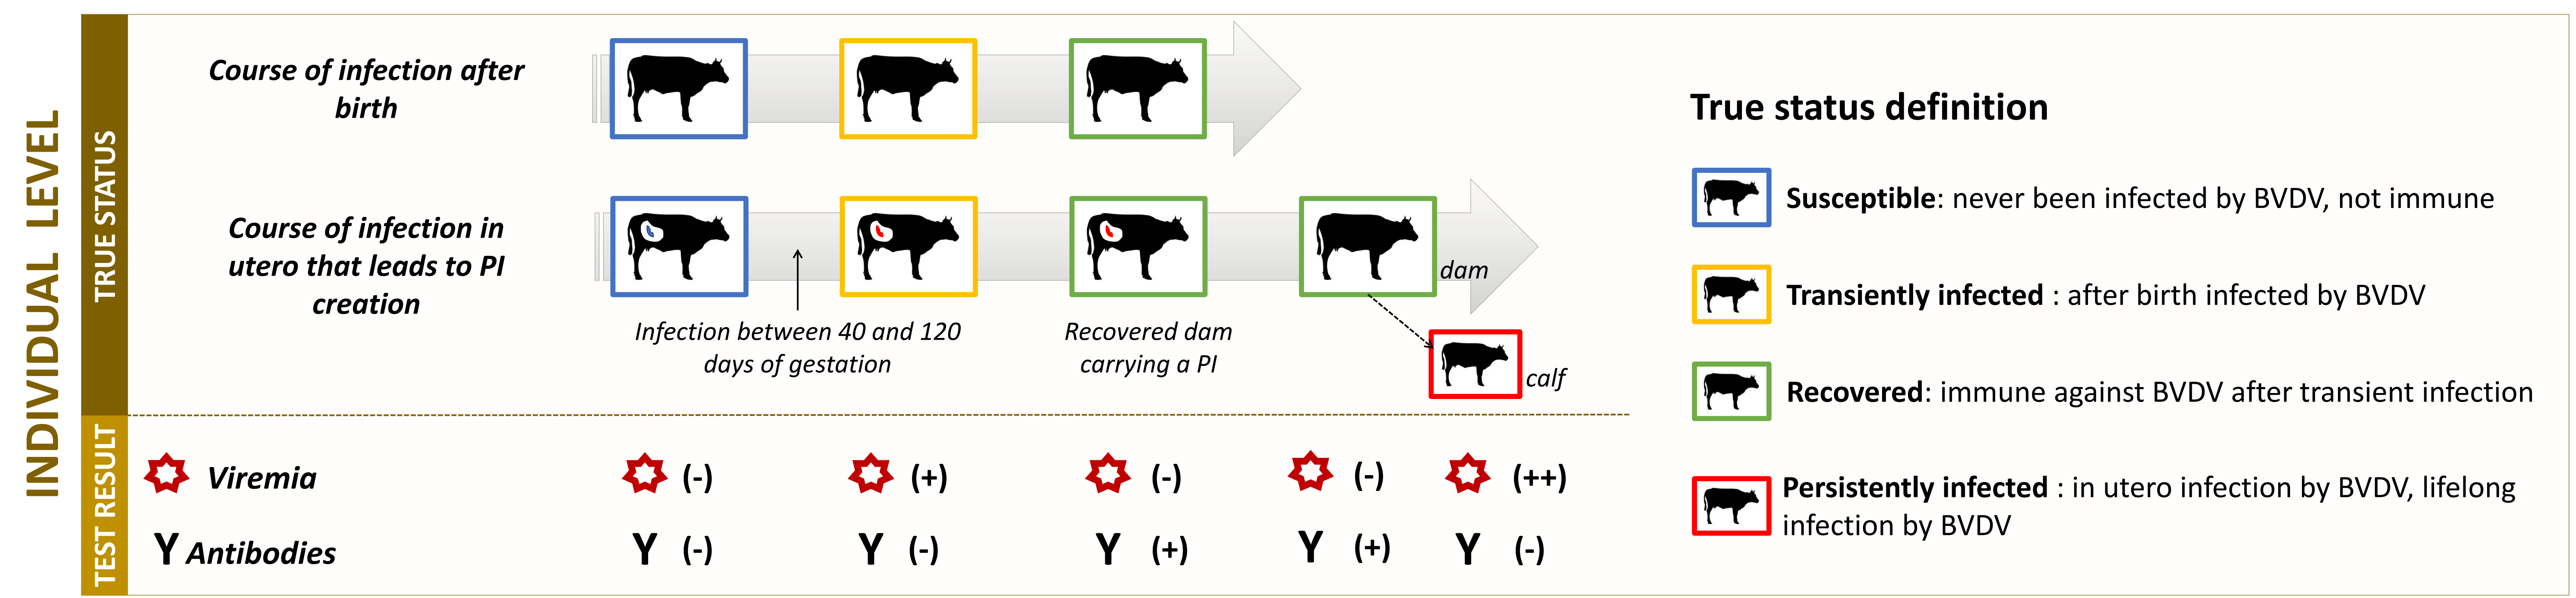 INDIVIDUAL LEVEL
TRUE STATUS
Course of infection after
birth
Course of infection in
utero that leads to PI
creation
Infection between 40 and 120
days of gestation
Recovered dam
carrying a PI
dam
calf
TEST RESULT
Viremia (-) (+) (-) (-) (++)
Y Antibodies Y (-) Y (-) Y (+) Y (+) Y (-)
True status definition
Susceptible: never been infected by BVDV, not immune
Transiently infected : after birth infected by BVDV
Recovered: immune against BVDV after transient infection
Persistently infected : in utero infection by BVDV, lifelong
infection by BVDV